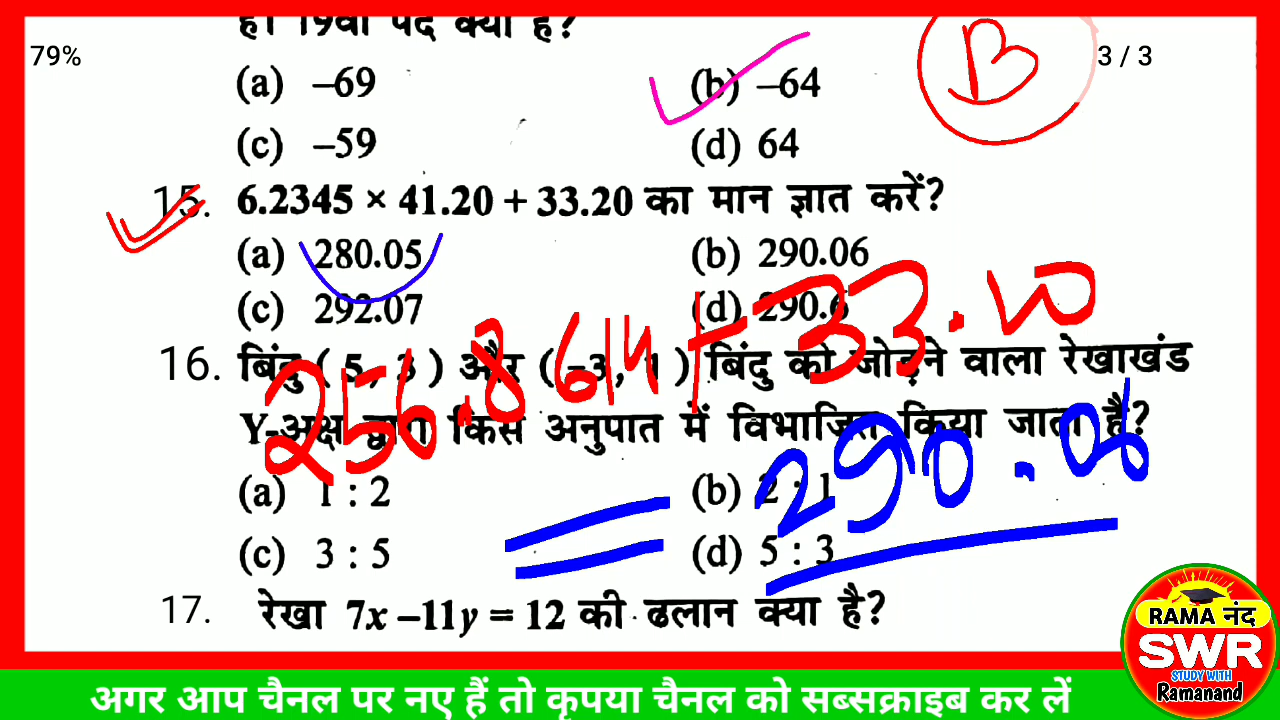 है। 19वाँ पद क्या है?
79%
3 / 3
B
(a) –69
(b) –64
(c) –59
(d) 64
15. 6.2345 × 41.20 + 33.20 का मान ज्ञात करें?
(a) 280.05
(b) 290.06
(c) 292.07
(d) 290.6
256.8614 + 33.20
16. बिंदु ( 5, 3 ) और ( –3, 1 ) बिंदु को जोड़ने वाला रेखाखंड
Y-अक्ष द्वारा किस अनुपात में विभाजित किया जाता है?
= 290.06
(a) 1 : 2
(b) 2 : 1
(c) 3 : 5
(d) 5 : 3
17. रेखा 7x –11y = 12 की ढलान क्या है?
RAMA नंद
SWR
STUDY WITH
Ramanand
अगर आप चैनल पर नए हैं तो कृपया चैनल को सब्सक्राइब कर लें